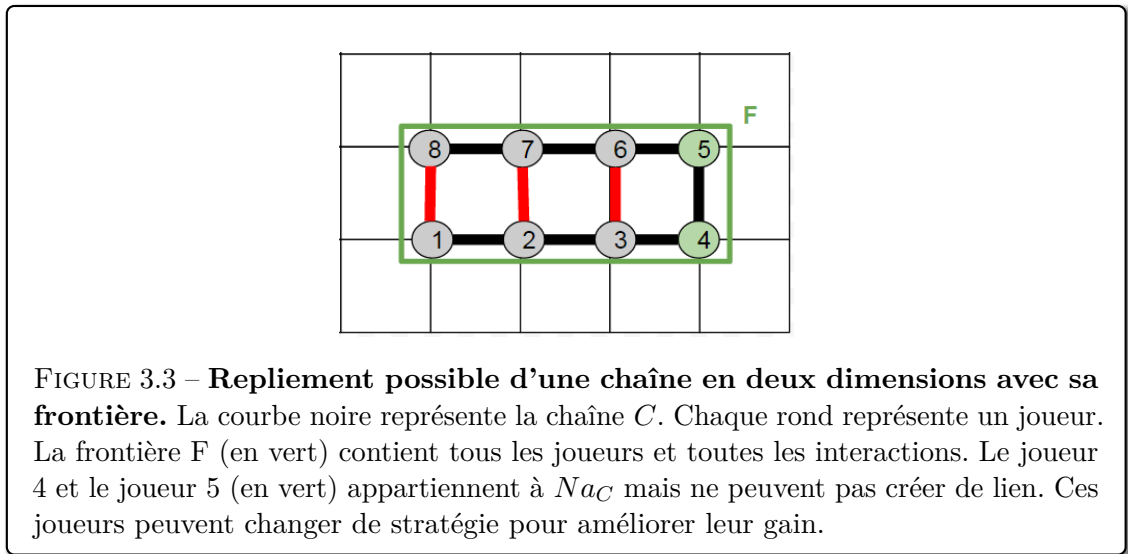 F
8 7 6 5
1 2 3 4
FIGURE 3.3 – Repliement possible d'une chaîne en deux dimensions avec sa
frontière. La courbe noire représente la chaîne C. Chaque rond représente un joueur.
La frontière F (en vert) contient tous les joueurs et toutes les interactions. Le joueur
4 et le joueur 5 (en vert) appartiennent à Na_C mais ne peuvent pas créer de lien. Ces
joueurs peuvent changer de stratégie pour améliorer leur gain.